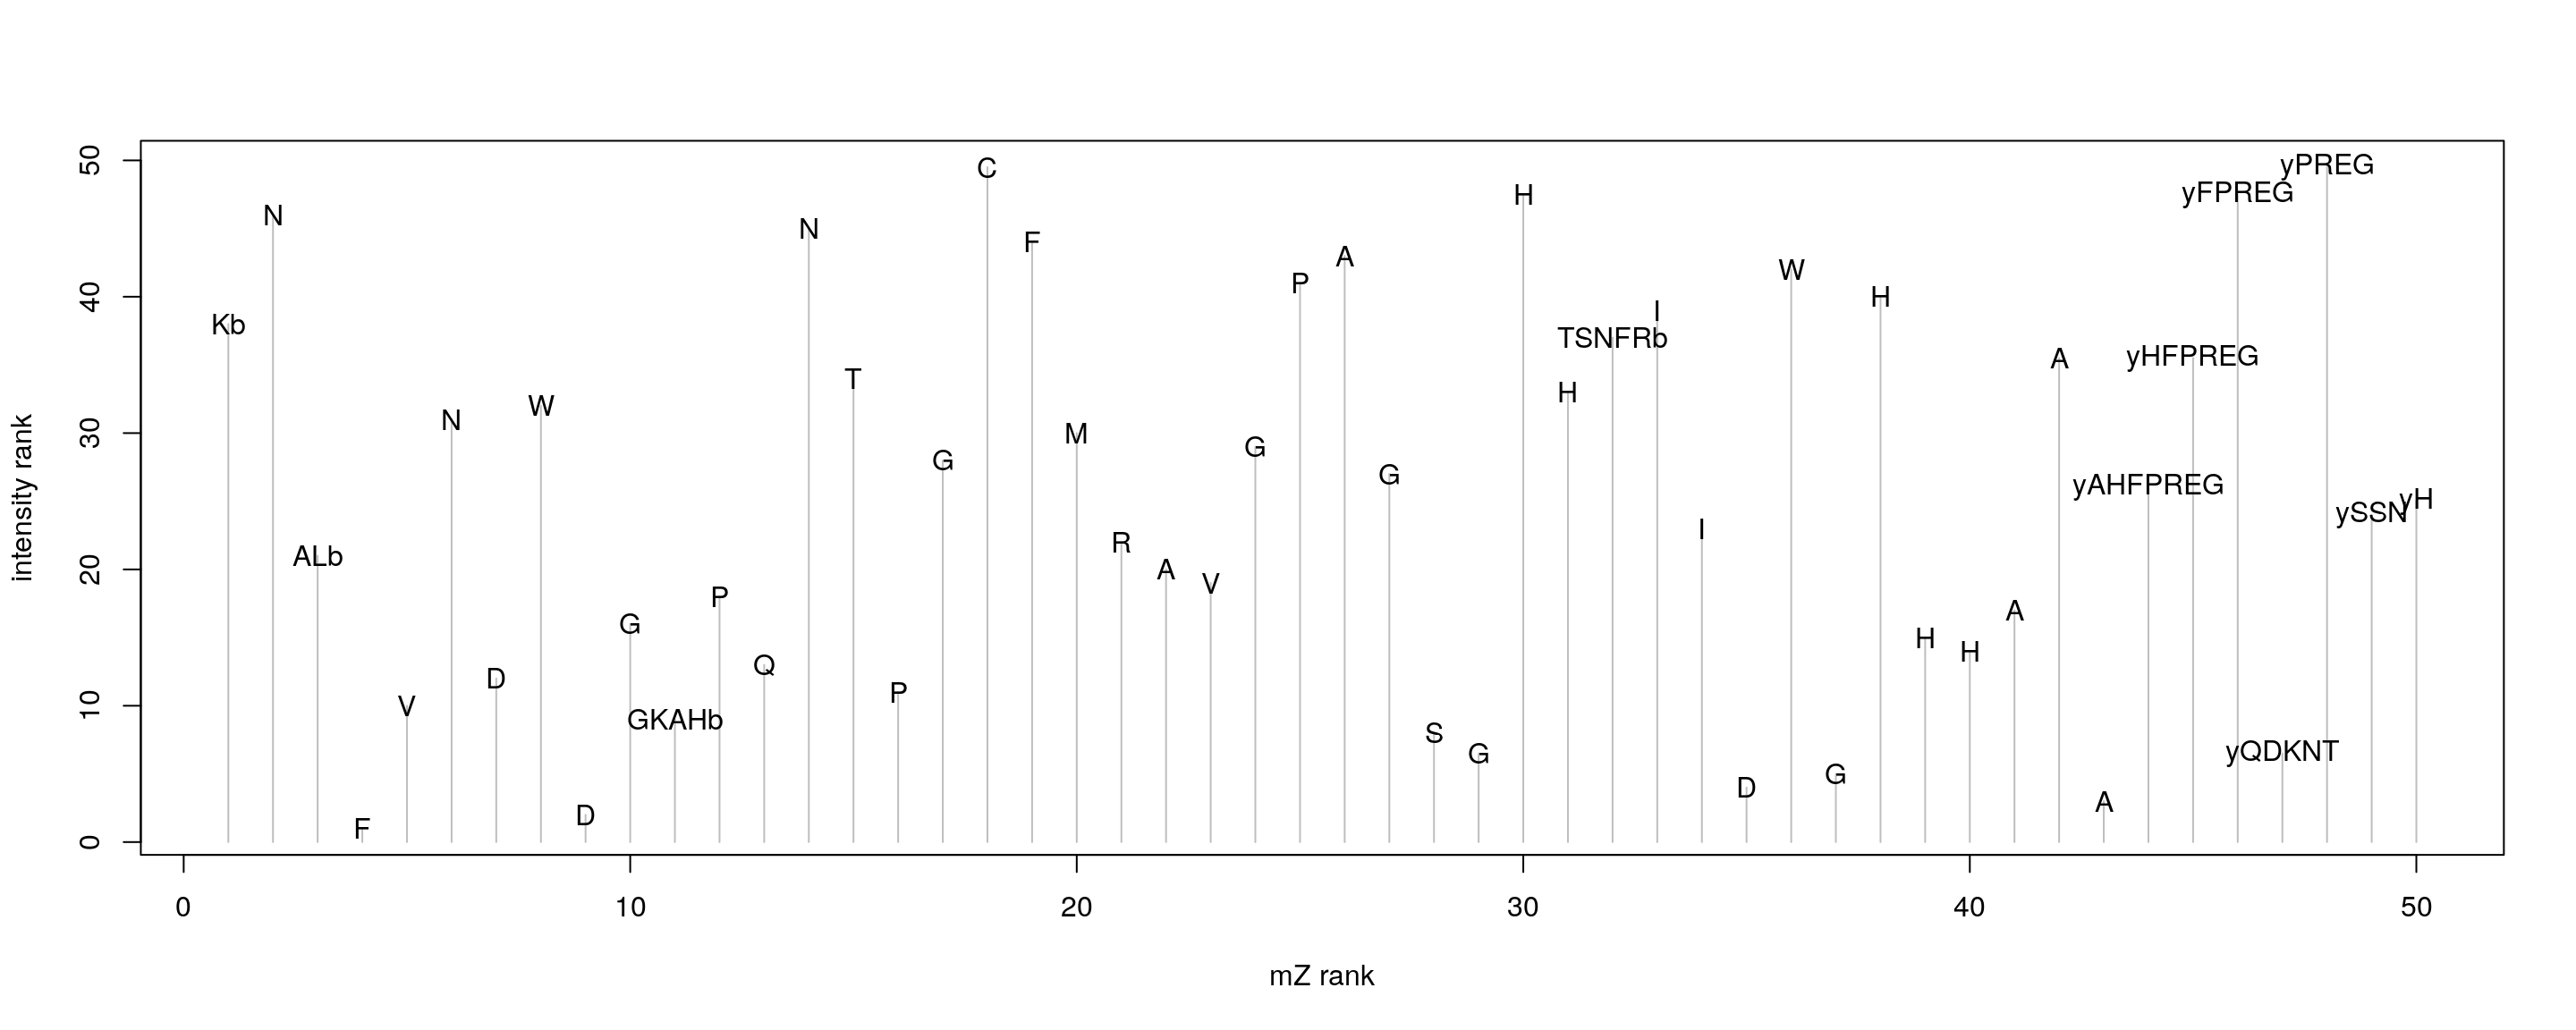 50
40
30
20
10
0
intensity rank
Kb
N
ALb
F
V
N
D
W
D
G
GKAHb
P
Q
N
T
P
G
C
F
M
R
A
V
G
P
A
G
S
G
H
H
TSNFRb
I
I
D
W
G
H
H
H
A
A
A
yAHFPREG
yHFPREG
yFPREG
yQDKNT
yPREG
ySSN
yH
0
10
20
30
40
50
mZ rank